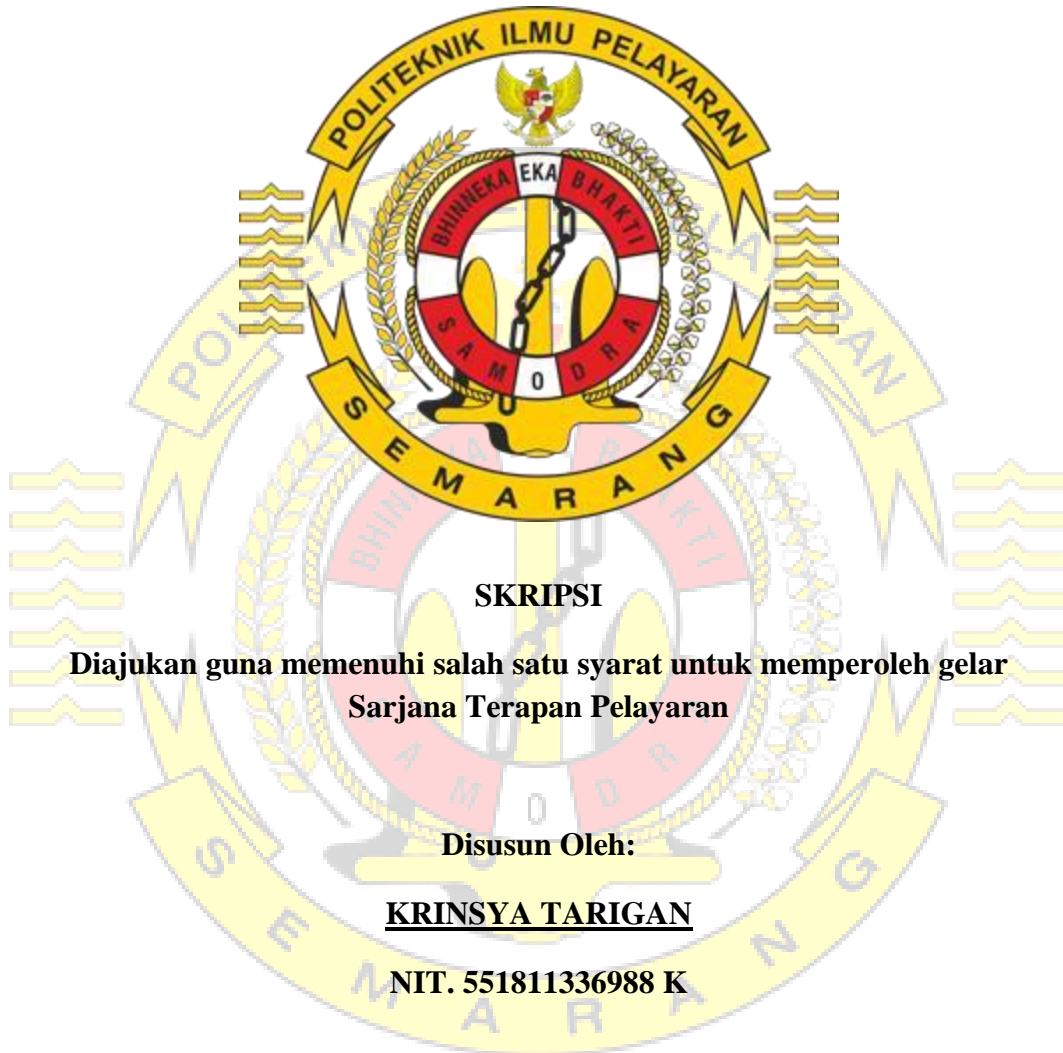 POLITEKNIK ILMU PELAYARAN
BHINNEKA EKA BHAKTI
SAMODRA
SEMARANG
SKRIPSI
Diajukan guna memenuhi salah satu syarat untuk memperoleh gelar
Sarjana Terapan Pelayaran
Disusun Oleh:
KRINSYA TARIGAN
NIT. 551811336988 K